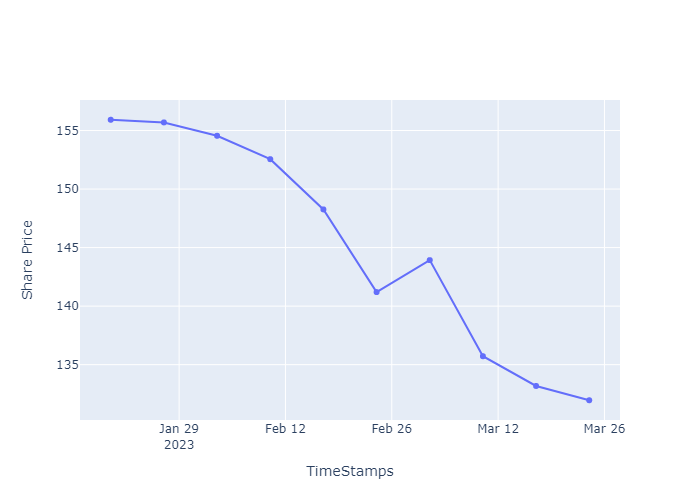 155
150
145
140
135
Share Price
Jan 29
2023
Feb 12
Feb 26
Mar 12
Mar 26
TimeStamps